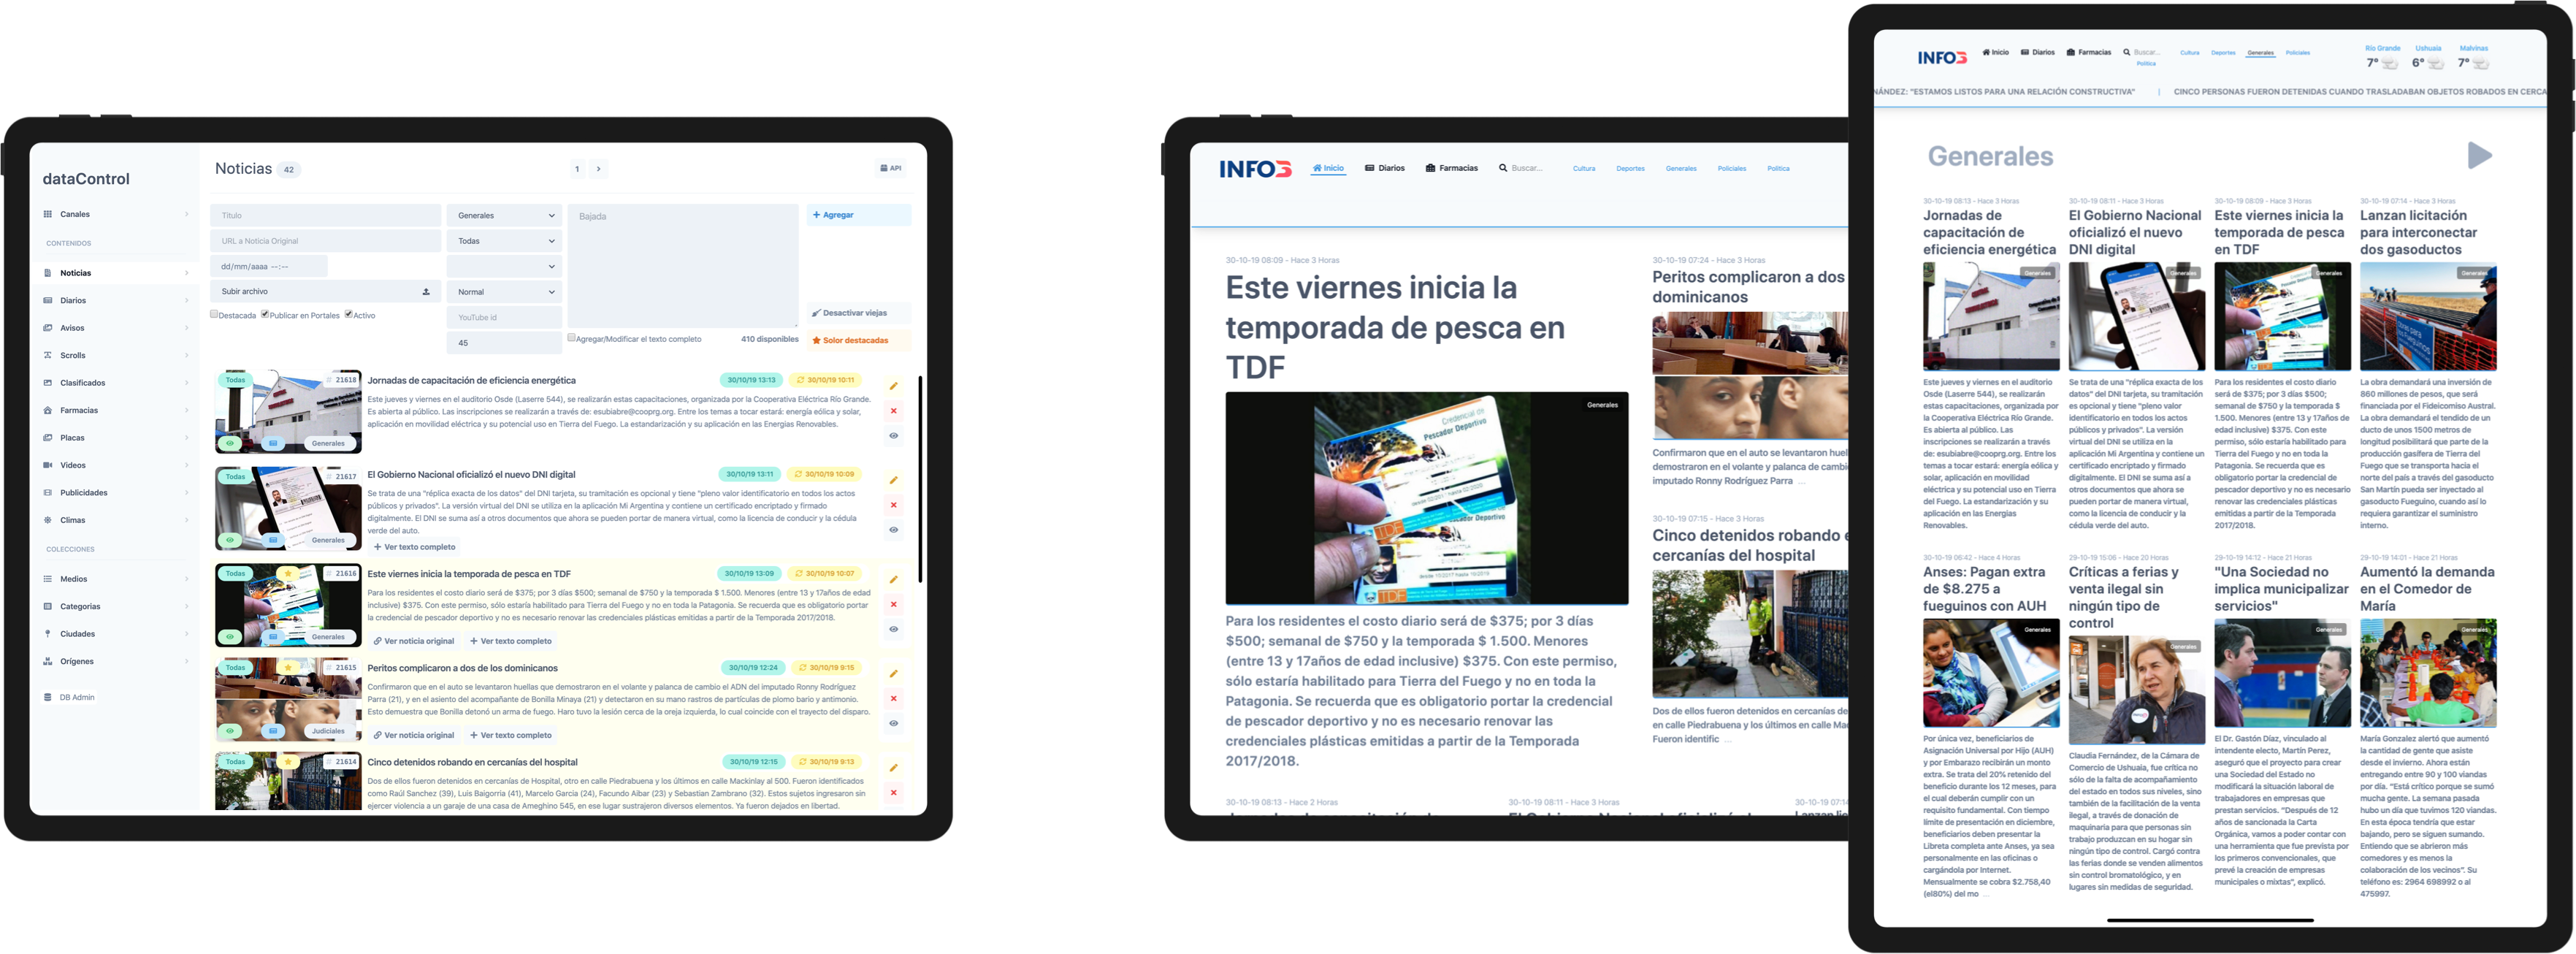 dataControl
Canales
CONTENIDOS
Noticias
Diarios
Avisos
Scrolls
Clasificados
Farmacias
Placas
Videos
Publicidades
Climas
COLECCIONES
Medios
Categorias
Ciudades
Orígenes
DB Admin
Noticias 42
1
API
Titulo
Generales
Bajada
+ Agregar
URL a Noticia Original
Todas
dd/mm/aaaa --:--
Subir archivo
Normal
Destacada Publicar en Portales Activo
YouTube id
Desactivar viejas
45
Agregar/Modificar el texto completo
410 disponibles
Solor destacadas
Todas
# 21618
Generales
Jornadas de capacitación de eficiencia energética
30/10/19 13:13
30/10/19 10:11
Este jueves y viernes en el auditorio Osde (Laserre 544), se realizarán estas capacitaciones, organizada por la Cooperativa Eléctrica Río Grande.
Es abierta al público. Las inscripciones se realizarán a través de: esubiabre@cooprg.org. Entre los temas a tocar estará: energía eólica y solar,
aplicación en movilidad eléctrica y su potencial uso en Tierra del Fuego. La estandarización y su aplicación en las Energias Renovables.
Todas
# 21617
Generales
El Gobierno Nacional oficializó el nuevo DNI digital
30/10/19 13:11
30/10/19 10:09
Se trata de una "réplica exacta de los datos" del DNI tarjeta, su tramitación es opcional y tiene "pleno valor identificatorio en todos los actos
públicos y privados". La versión virtual del DNI se utiliza en la aplicación Mi Argentina y contiene un certificado encriptado y firmado
digitalmente. El DNI se suma así a otros documentos que ahora se pueden portar de manera virtual, como la licencia de conducir y la cédula
verde del auto.
+ Ver texto completo
Todas
# 21616
Generales
Este viernes inicia la temporada de pesca en TDF
30/10/19 13:09
30/10/19 10:07
Para los residentes el costo diario será de $375; por 3 días $500; semanal de $750 y la temporada $ 1.500. Menores (entre 13 y 17años de edad
inclusive) $375. Con este permiso, sólo estaría habilitado para Tierra del Fuego y no en toda la Patagonia. Se recuerda que es obligatorio portar
la credencial de pescador deportivo y no es necesario renovar las credenciales plásticas emitidas a partir de la Temporada 2017/2018.
Ver noticia original + Ver texto completo
Todas
# 21615
Judiciales
Peritos complicaron a dos de los dominicanos
30/10/19 12:24
30/10/19 9:15
Confirmaron que en el auto se levantaron huellas que demostraron en el volante y palanca de cambio el ADN del imputado Ronny Rodríguez
Parra (21), y en el asiento del acompañante de Bonilla Minaya (21) y detectaron en su mano rastros de partículas de plomo bario y antimonio.
Esto demuestra que Bonilla detonó un arma de fuego. Haro tuvo la lesión cerca de la oreja izquierda, lo cual coincide con el trayecto del disparo.
Ver noticia original + Ver texto completo
Todas
# 21614
Cinco detenidos robando en cercanías del hospital
30/10/19 12:15
30/10/19 9:13
Dos de ellos fueron detenidos en cercanías de Hospital, otro en calle Piedrabuena y los últimos en calle Mackinlay al 500. Fueron identificados
como Raúl Sanchez (39), Luis Baigorria (41), Marcelo Garcia (24), Facundo Aibar (23) y Sebastian Zambrano (32). Estos sujetos ingresaron sin
ejercer violencia a un garaje de una casa de Ameghino 545, en ese lugar sustrajeron diversos elementos. Ya fueron dejados en libertad.
INFO3 Inicio Diarios Farmacias Buscar... Cultura Deportes Generales Policiales Politica
30-10-19 08:09 - Hace 3 Horas
Este viernes inicia la
temporada de pesca en
TDF
Generales
Credencial de
Pescador Deportivo
TDF
Para los residentes el costo diario será de $375; por 3 días
$500; semanal de $750 y la temporada $ 1.500. Menores
(entre 13 y 17años de edad inclusive) $375. Con este permiso,
sólo estaría habilitado para Tierra del Fuego y no en toda la
Patagonia. Se recuerda que es obligatorio portar la credencial
de pescador deportivo y no es necesario renovar las
credenciales plásticas emitidas a partir de la Temporada
2017/2018.
30-10-19 07:24 - Hace 3 Horas
Peritos complicaron a dos
dominicanos
Confirmaron que en el auto se levantaron huel
demostraron en el volante y palanca de cambi
imputado Ronny Rodríguez Parra ...
30-10-19 07:15 - Hace 3 Horas
Cinco detenidos robando e
cercanías del hospital
Dos de ellos fueron detenidos en cercanías de
en calle Piedrabuena y los últimos en calle Mac
Fueron identific ...
30-10-19 08:13 - Hace 2 Horas
30-10-19 08:11 - Hace 3 Horas
30-10-19 07:14
INFO3 Inicio Diarios Farmacias Buscar... Cultura Deportes Generales Policiales
Politica
Río Grande Ushuaia Malvinas
7° 6° 7°
NÁNDEZ: "ESTAMOS LISTOS PARA UNA RELACIÓN CONSTRUCTIVA" | CINCO PERSONAS FUERON DETENIDAS CUANDO TRASLADABAN OBJETOS ROBADOS EN CERCA
Generales
30-10-19 08:13 - Hace 3 Horas
Jornadas de
capacitación de
eficiencia energética
Generales
Este jueves y viernes en el auditorio
Osde (Laserre 544), se realizarán
estas capacitaciones, organizada por
la Cooperativa Eléctrica Río Grande.
Es abierta al público. Las
inscripciones se realizarán a través
de: esubiabre@cooprg.org. Entre los
temas a tocar estará: energía eólica y
solar, aplicación en movilidad
eléctrica y su potencial uso en Tierra
del Fuego. La estandarización y su
aplicación en las Energias
Renovables.
30-10-19 08:11 - Hace 3 Horas
El Gobierno Nacional
oficializó el nuevo
DNI digital
Generales
Se trata de una "réplica exacta de los
datos" del DNI tarjeta, su tramitación
es opcional y tiene "pleno valor
identificatorio en todos los actos
públicos y privados". La versión
virtual del DNI se utiliza en la
aplicación Mi Argentina y contiene un
certificado encriptado y firmado
digitalmente. El DNI se suma así a
otros documentos que ahora se
pueden portar de manera virtual,
como la licencia de conducir y la
cédula verde del auto.
30-10-19 08:09 - Hace 3 Horas
Este viernes inicia la
temporada de pesca
en TDF
Generales
Para los residentes el costo diario
será de $375; por 3 días $500;
semanal de $750 y la temporada $
1.500. Menores (entre 13 y 17años de
edad inclusive) $375. Con este
permiso, sólo estaría habilitado para
Tierra del Fuego y no en toda la
Patagonia. Se recuerda que es
obligatorio portar la credencial de
pescador deportivo y no es necesario
renovar las credenciales plásticas
emitidas a partir de la Temporada
2017/2018.
30-10-19 07:14 - Hace 3 Horas
Lanzan licitación
para interconectar
dos gasoductos
Generales
La obra demandará una inversión de
860 millones de pesos, que será
financiada por el Fideicomiso Austral.
La obra demandará el tendido de un
ducto de unos 1500 metros de
longitud posibilitará que parte de la
producción gasífera de Tierra del
Fuego que se transporta hacia el
norte del país a través del gasoducto
San Martín pueda ser inyectado al
gasoducto Fueguino, cuando así lo
requiera garantizar el suministro
interno.
30-10-19 06:42 - Hace 4 Horas
Anses: Pagan extra
de $8.275 a
fueguinos con AUH
Generales
Por única vez, beneficiarios de
Asignación Universal por Hijo (AUH)
y por Embarazo recibirán un monto
extra. Se trata del 20% retenido del
beneficio durante los 12 meses, para
el cual deberán cumplir con un
requisito fundamental. Con tiempo
límite de presentación en diciembre,
beneficiarios deben presentar la
Libreta completa ante Anses, ya sea
personalmente en las oficinas o
cargándola por Internet.
Mensualmente se cobra $2.758,40
(el80%) del mo ...
29-10-19 15:06 - Hace 20 Horas
Críticas a ferias y
venta ilegal sin
ningún tipo de
control
Generales
Claudia Fernández, de la Cámara de
Comercio de Ushuaia, fue crítica no
sólo de la falta de acompañamiento
del estado en todos sus niveles, sino
también de la facilitación de la venta
ilegal, a través de donación de
maquinaria para que personas sin
trabajo produzcan en su hogar sin
ningún tipo de control. Cargó contra
las ferias donde se venden alimentos
sin control bromatológico, y en
lugares sin medidas de seguridad.
29-10-19 14:12 - Hace 21 Horas
"Una Sociedad no
implica municipalizar
servicios"
Generales
El Dr. Gastón Díaz, vinculado al
intendente electo, Martín Perez,
aseguró que el proyecto para crear
una Sociedad del Estado no
modificará la situación laboral de
trabajadores en empresas que
prestan servicios. "Después de 12
años de sancionada la Carta
Orgánica, vamos a poder contar con
una herramienta que fue prevista por
los primeros convencionales, que
prevé la creación de empresas
municipales o mixtas", explicó.
29-10-19 14:01 - Hace 21 Horas
Aumentó la demanda
en el Comedor de
María
Generales
María Gonzalez alertó que aumentó
la cantidad de gente que asiste
desde el invierno. Ahora están
entregando entre 90 y 100 viandas
por día. "Está crítico porque se sumó
mucha gente. La semana pasada
hubo un día que tuvimos 120 viandas.
En esta época tendría que estar
bajando, pero se siguen sumando.
Entiendo que se abrieron más
comedores y es menos la
colaboración de los vecinos". Su
teléfono es: 2964 698992 o al
475997.